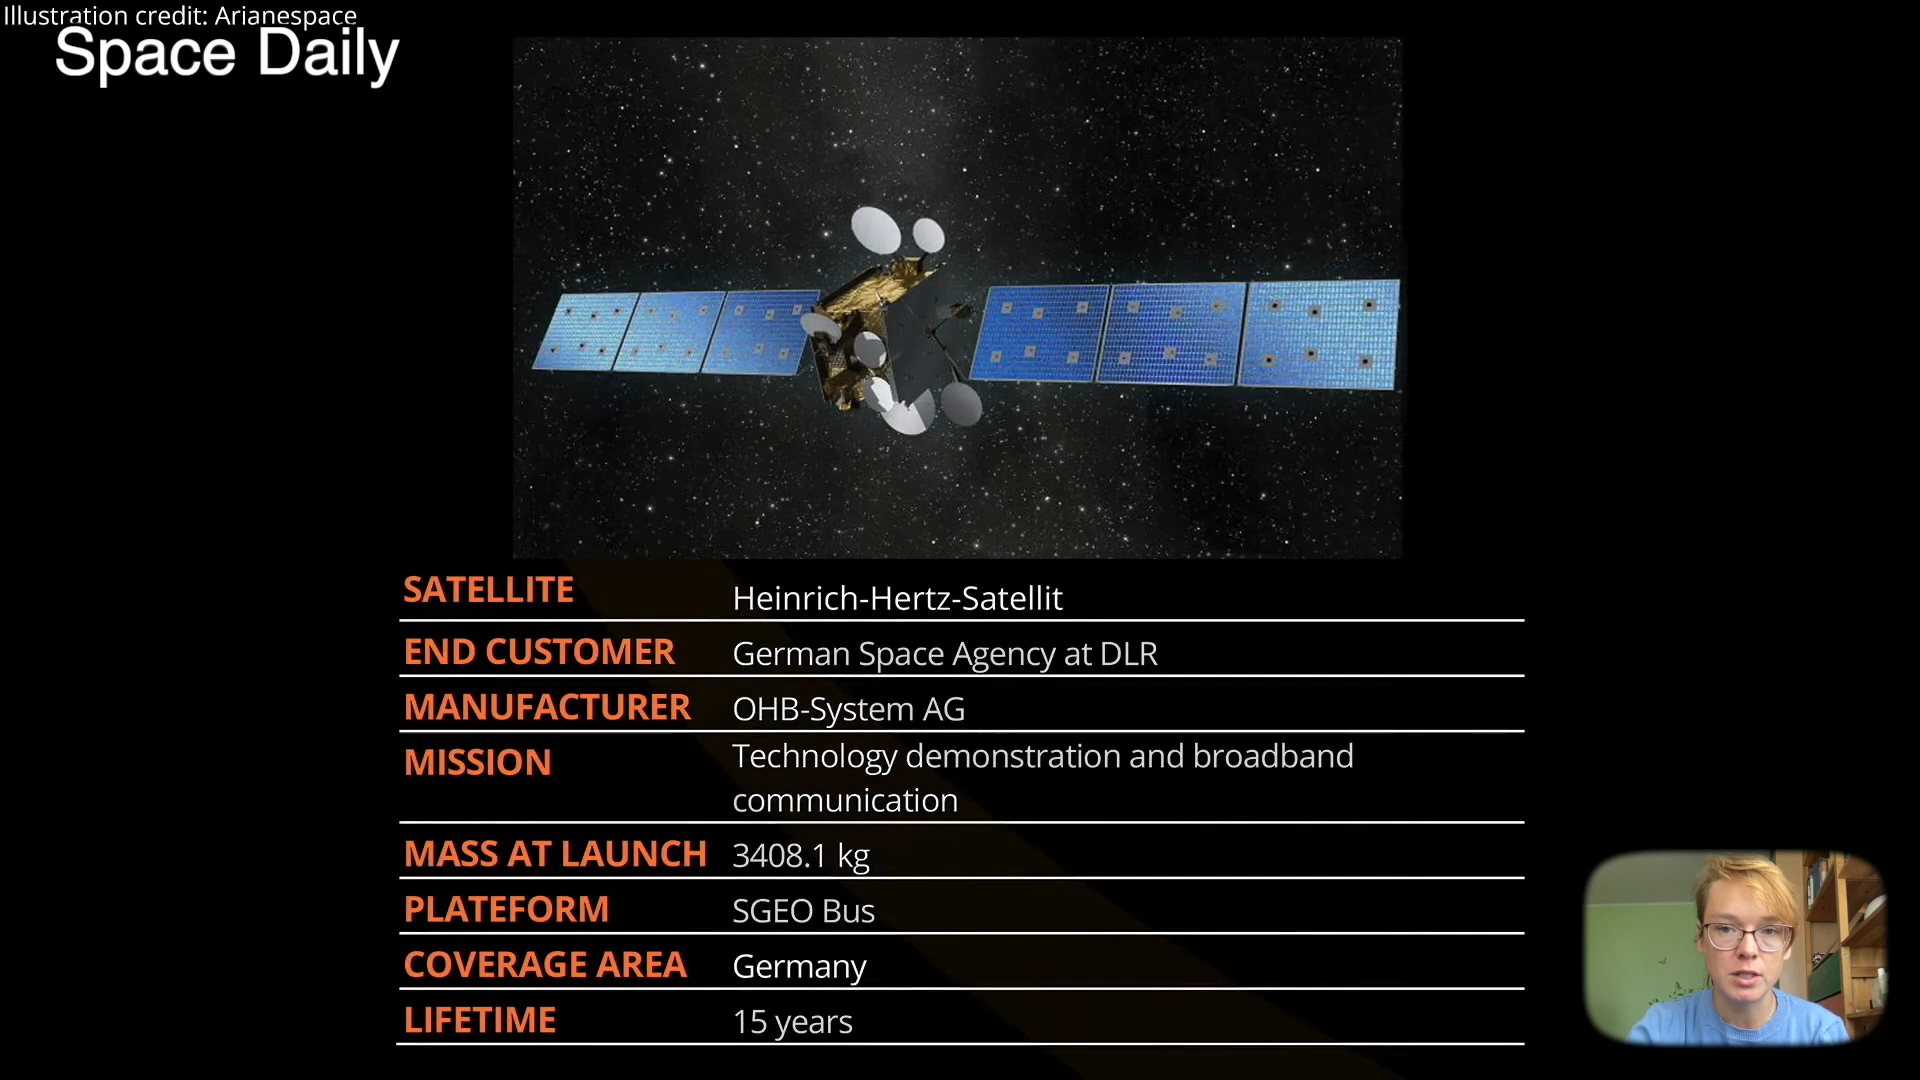 Illustration credit: Arianespace
Space Daily
SATELLITE Heinrich-Hertz-Satellit
END CUSTOMER German Space Agency at DLR
MANUFACTURER OHB-System AG
MISSION Technology demonstration and broadband
communication
MASS AT LAUNCH 3408.1 kg
PLATEFORM SGEO Bus
COVERAGE AREA Germany
LIFETIME 15 years